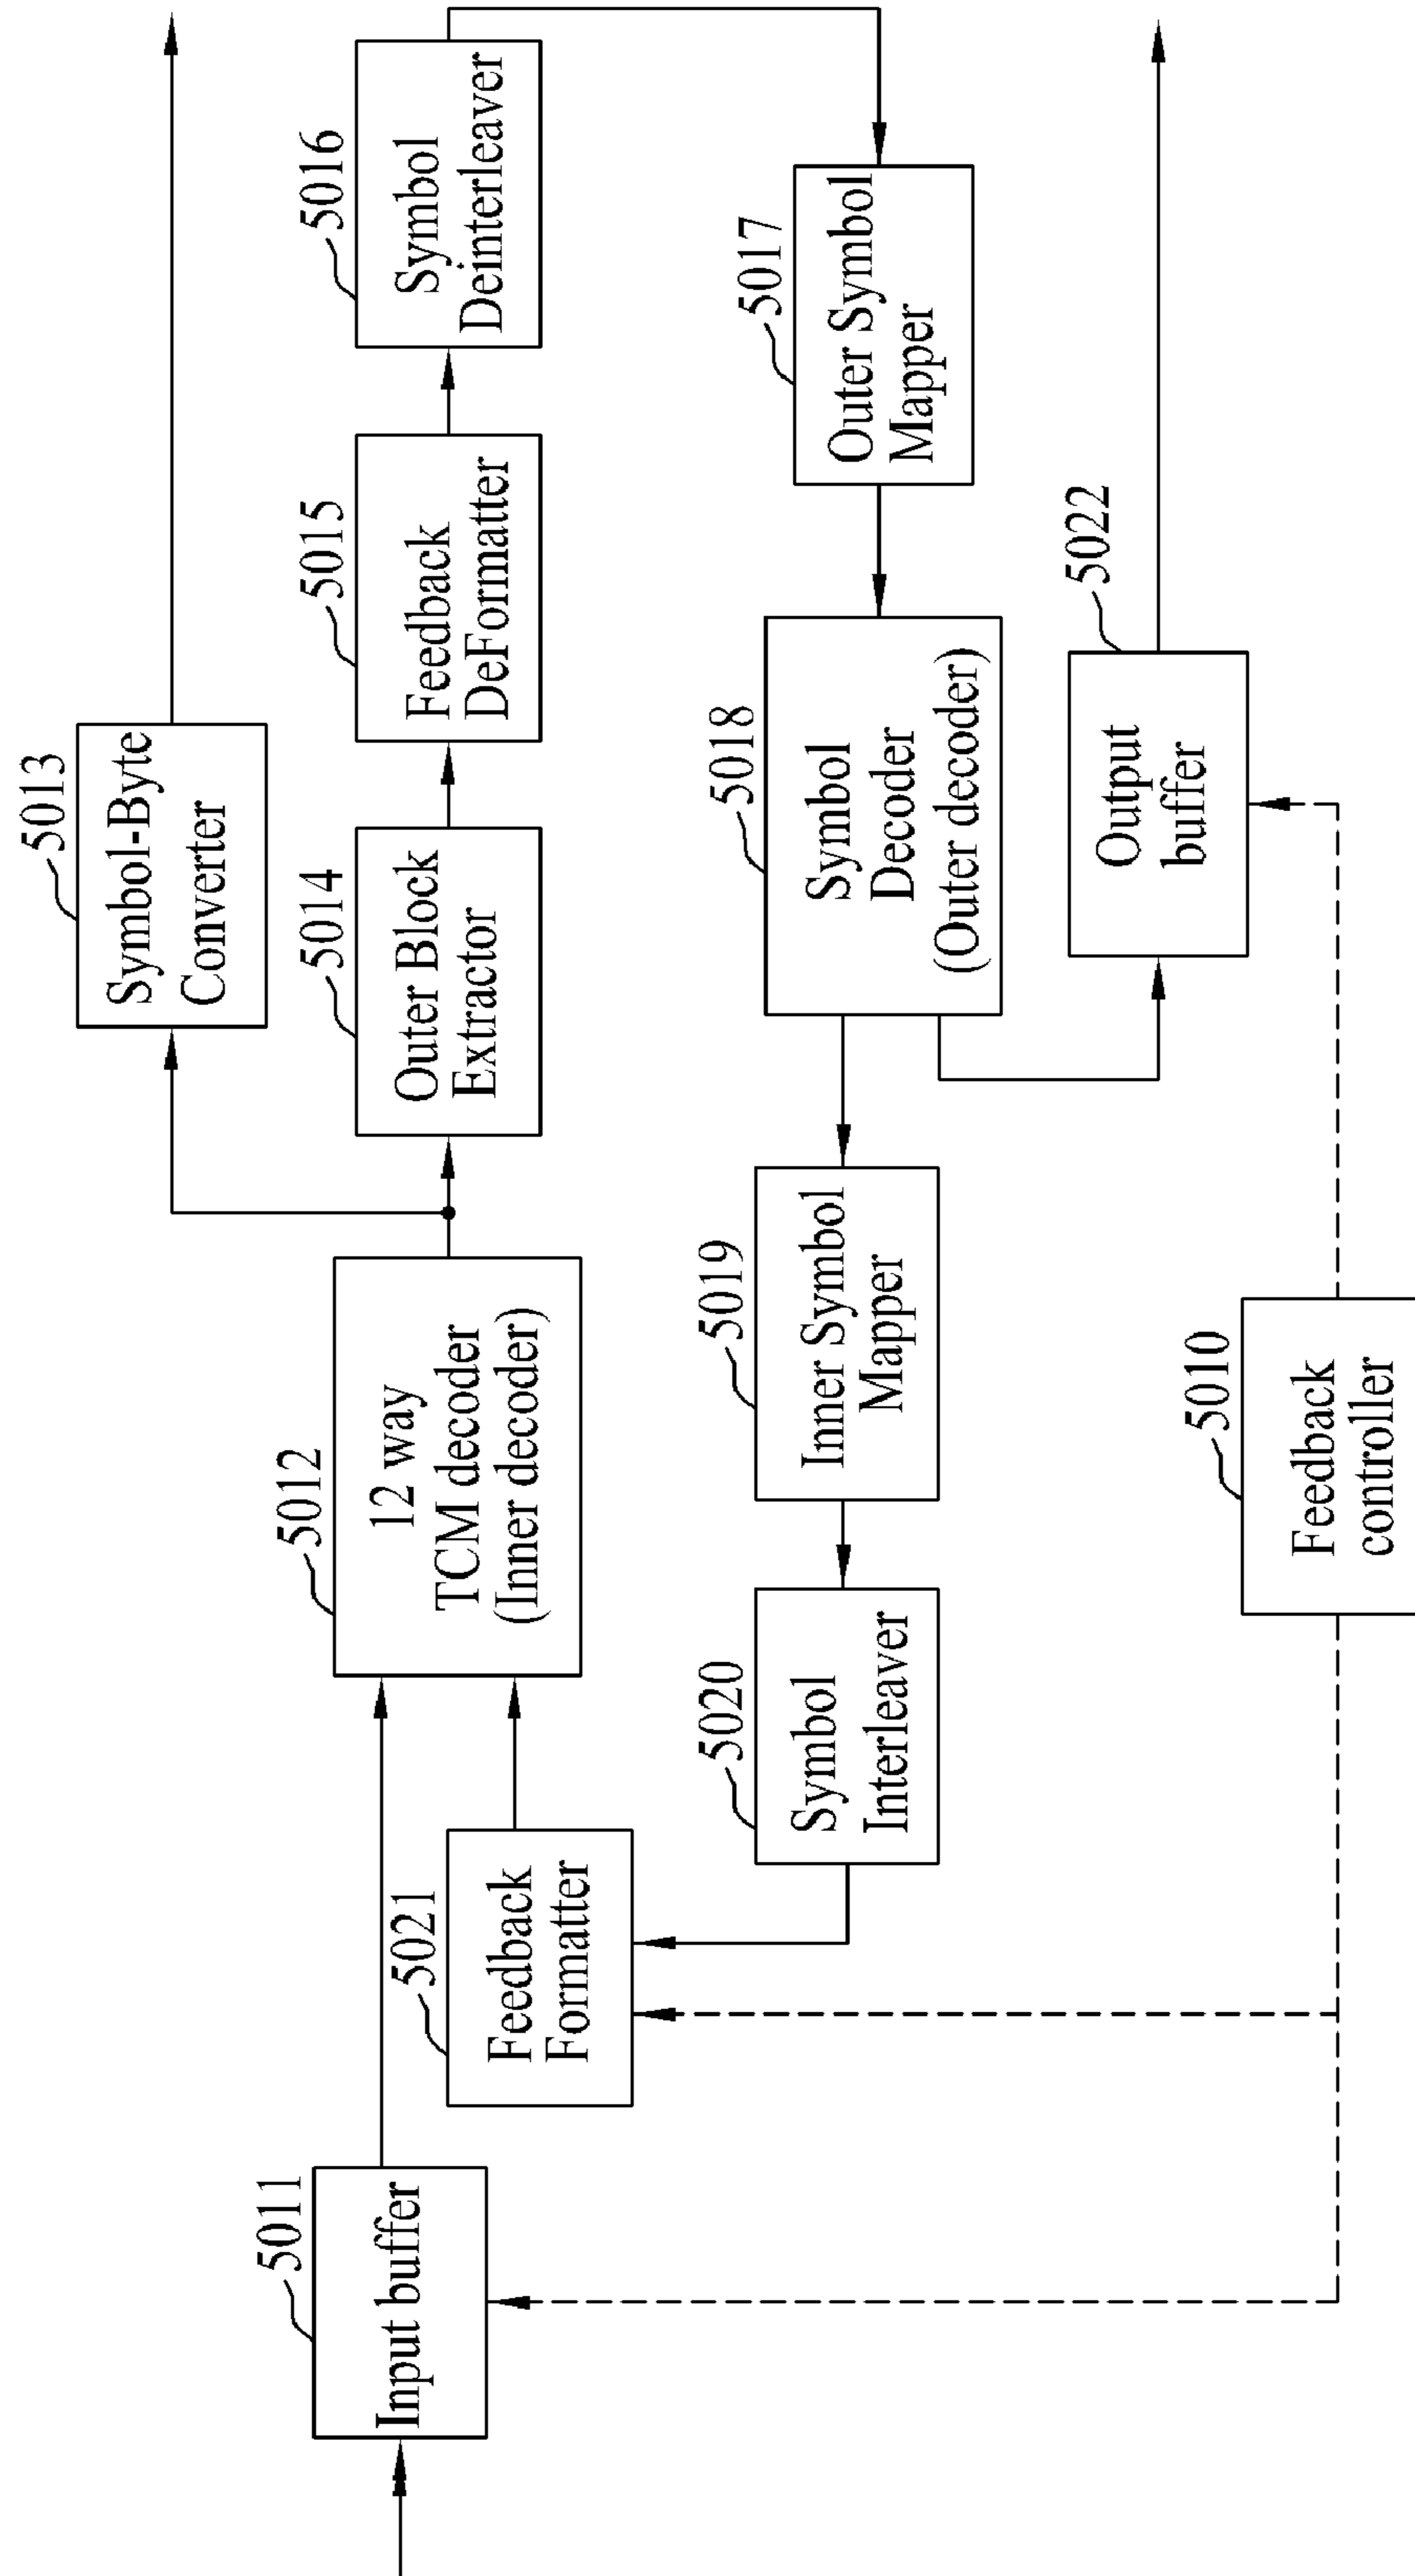 5011
Input buffer
5012
12 way
TCM decoder
(Inner decoder)
5013
Symbol-Byte
Converter
5014
Outer Block
Extractor
5015
Feedback
DeFormatter
5016
Symbol
Deinterleaver
5021
Feedback
Formatter
5020
Symbol
Interleaver
5019
Inner Symbol
Mapper
5018
Symbol
Decoder
(Outer decoder)
5017
Outer Symbol
Mapper
5010
Feedback
controller
5022
Output
buffer